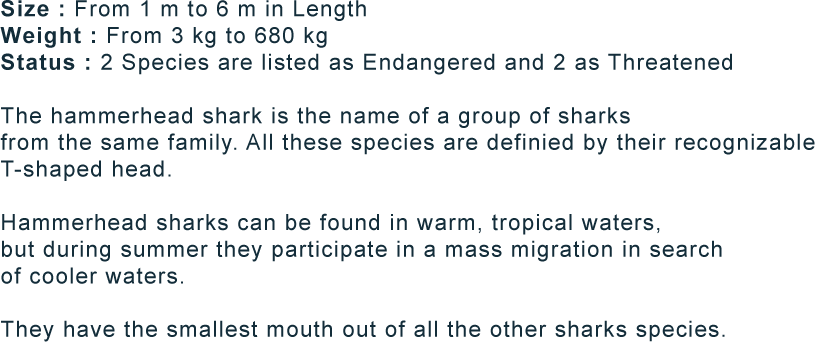 Size : From 1 m to 6 m in Length
Weight : From 3 kg to 680 kg
Status : 2 Species are listed as Endangered and 2 as Threatened
The hammerhead shark is the name of a group of sharks
from the same family. All these species are definied by their recognizable
T-shaped head.
Hammerhead sharks can be found in warm, tropical waters,
but during summer they participate in a mass migration in search
of cooler waters.
They have the smallest mouth out of all the other sharks species.